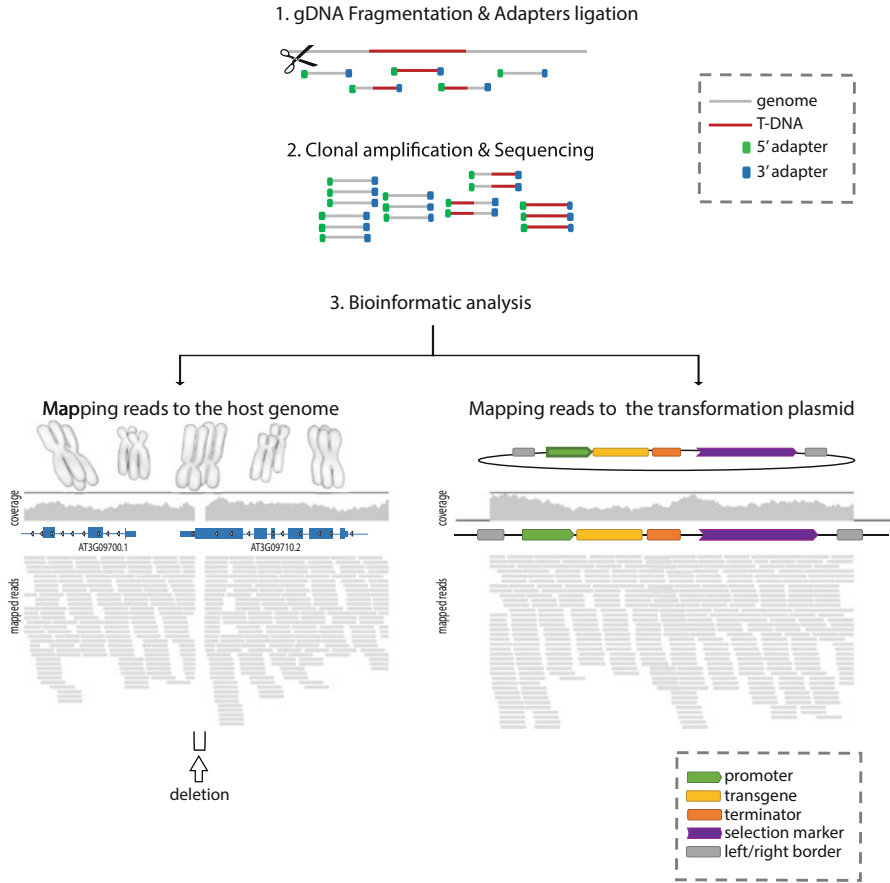 1. gDNA Fragmentation & Adapters ligation
genome
T-DNA
5' adapter
3' adapter
2. Clonal amplification & Sequencing
3. Bioinformatic analysis
Mapping reads to the host genome
coverage
AT3G09700.1
AT3G09710.2
mapped reads
deletion
Mapping reads to the transformation plasmid
coverage
mapped reads
promoter
transgene
terminator
selection marker
left/right border